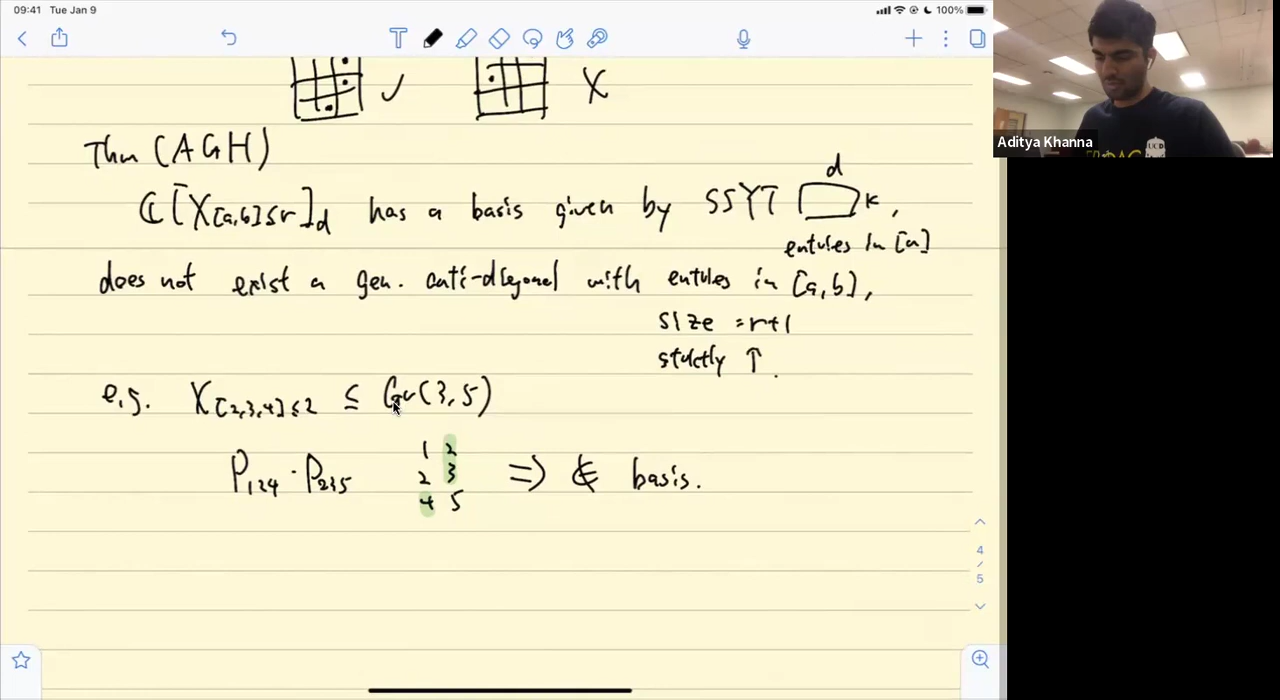 09:41 Tue Jan 9
100%
✓ X
Aditya Khanna
Thm (AGH)
d
ℂ[X[a,b]≤r]d has a basis given by SSYT k,
entries in [n]
does not exist a gen. anti-diagonal with entries in [a,b],
size = r+1
strictly ↑.
e.g. X[2,3,4]≤2 ⊆ Gr(3,5)
P124 · P235 ⇒ ∉ basis.
1 2
2 3
4 5
4
/
5